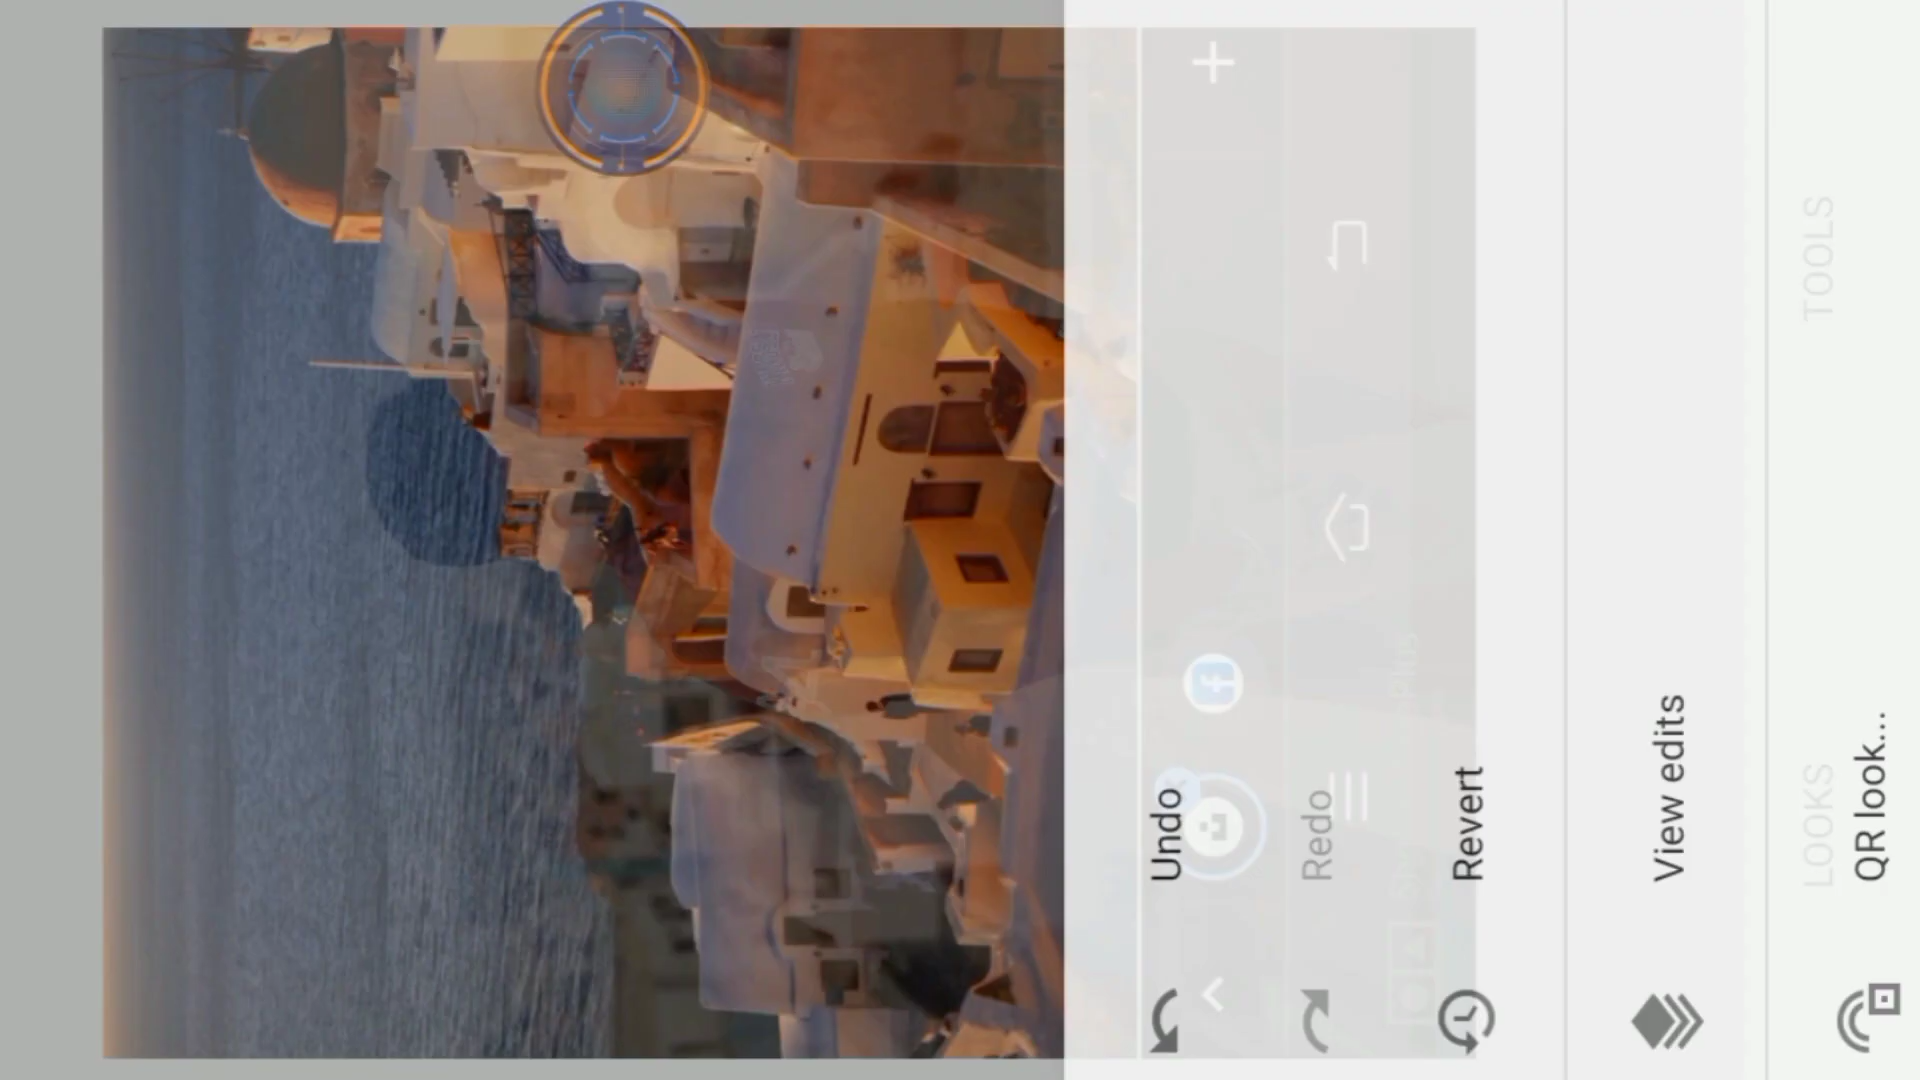 Undo
Redo
Revert
View edits
QR look...
LOOKS
TOOLS